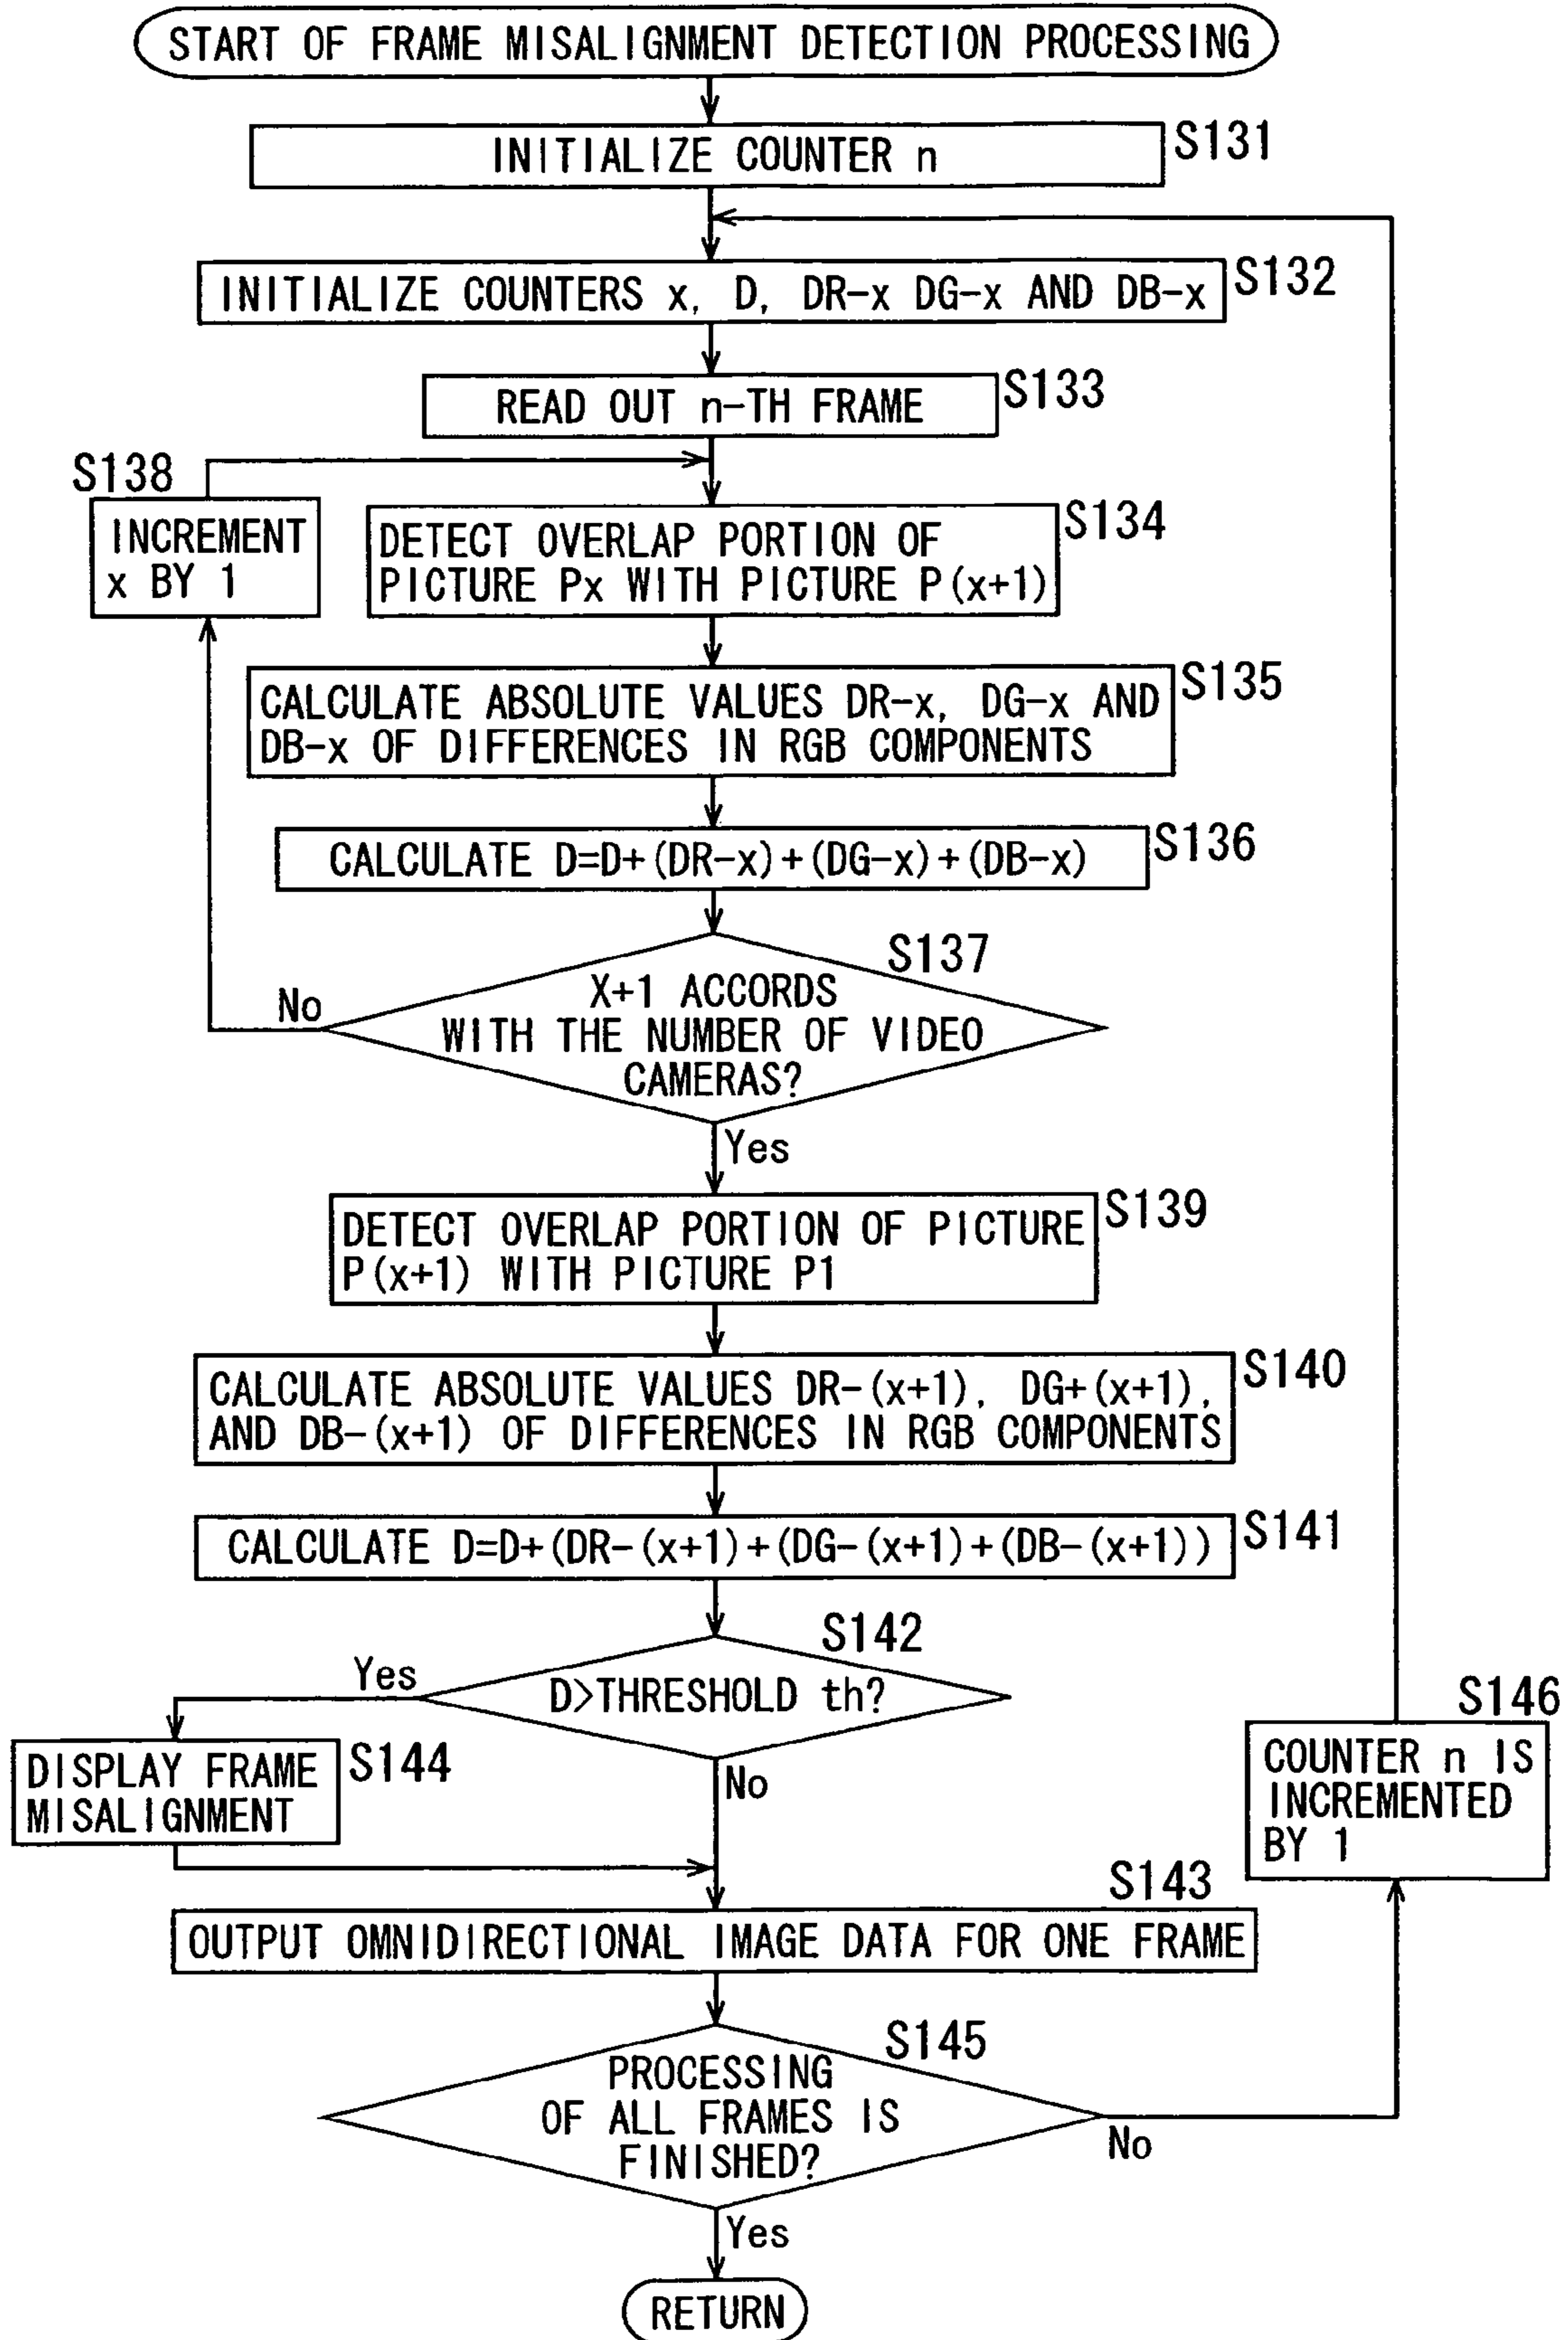 START OF FRAME MISALIGNMENT DETECTION PROCESSING
INITIALIZE COUNTER n
S131
INITIALIZE COUNTERS x, D, DR-x DG-x AND DB-x
S132
READ OUT n-TH FRAME
S133
S138
INCREMENT
x BY 1
DETECT OVERLAP PORTION OF
PICTURE Px WITH PICTURE P(x+1)
S134
CALCULATE ABSOLUTE VALUES DR-x, DG-x AND
DB-x OF DIFFERENCES IN RGB COMPONENTS
S135
CALCULATE D=D+(DR-x)+(DG-x)+(DB-x)
S136
S137
X+1 ACCORDS
WITH THE NUMBER OF VIDEO
CAMERAS?
No
Yes
DETECT OVERLAP PORTION OF PICTURE
P(x+1) WITH PICTURE P1
S139
CALCULATE ABSOLUTE VALUES DR-(x+1), DG+(x+1),
AND DB-(x+1) OF DIFFERENCES IN RGB COMPONENTS
S140
CALCULATE D=D+(DR-(x+1)+(DG-(x+1)+(DB-(x+1))
S141
S142
D>THRESHOLD th?
Yes
No
DISPLAY FRAME
MISALIGNMENT
S144
S146
COUNTER n IS
INCREMENTED
BY 1
S143
OUTPUT OMNIDIRECTIONAL IMAGE DATA FOR ONE FRAME
S145
PROCESSING
OF ALL FRAMES IS
FINISHED?
No
Yes
RETURN